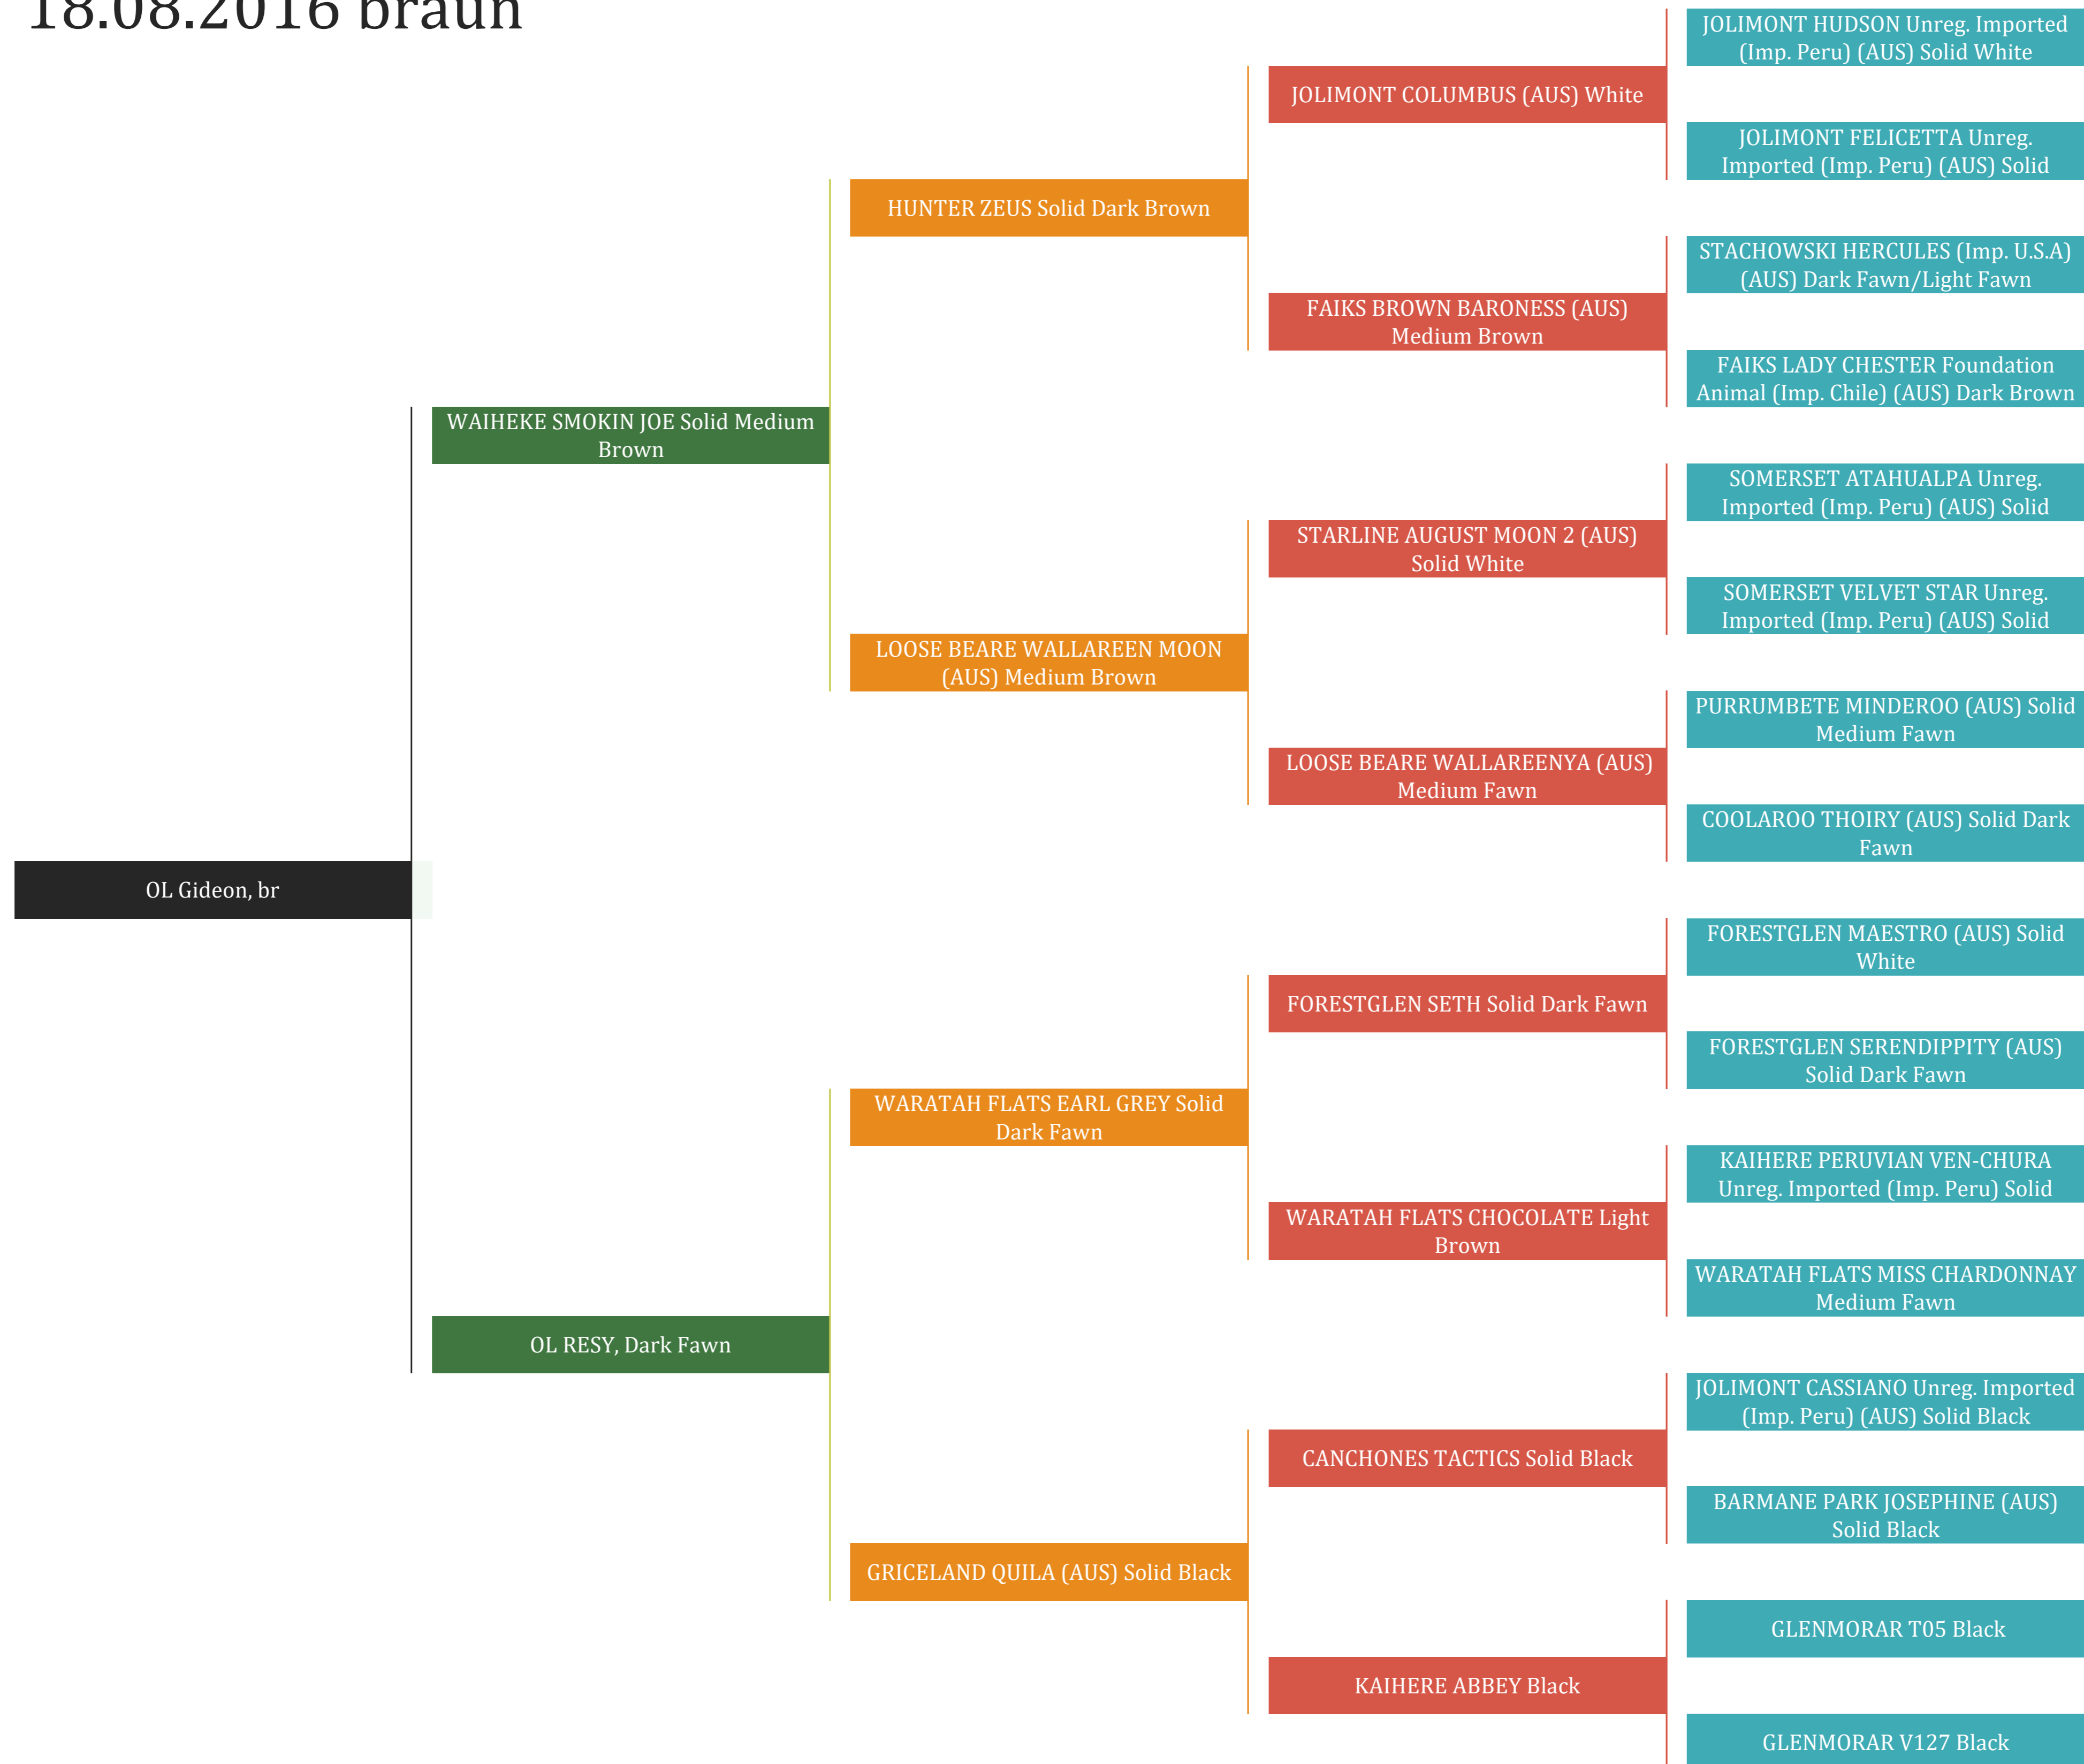 18.08.2016 braun
JOLIMONT HUDSON Unreg. Imported
(Imp. Peru) (AUS) Solid White
JOLIMONT COLUMBUS (AUS) White
JOLIMONT FELICETTA Unreg.
Imported (Imp. Peru) (AUS) Solid
HUNTER ZEUS Solid Dark Brown
STACHOWSKI HERCULES (Imp. U.S.A)
(AUS) Dark Fawn/Light Fawn
FAIKS BROWN BARONESS (AUS)
Medium Brown
FAIKS LADY CHESTER Foundation
Animal (Imp. Chile) (AUS) Dark Brown
WAIHEKE SMOKIN JOE Solid Medium
Brown
SOMERSET ATAHUALPA Unreg.
Imported (Imp. Peru) (AUS) Solid
STARLINE AUGUST MOON 2 (AUS)
Solid White
SOMERSET VELVET STAR Unreg.
Imported (Imp. Peru) (AUS) Solid
LOOSE BEARE WALLAREEN MOON
(AUS) Medium Brown
PURRUMBETE MINDEROO (AUS) Solid
Medium Fawn
LOOSE BEARE WALLAREENYA (AUS)
Medium Fawn
COOLAROO THOIRY (AUS) Solid Dark
Fawn
OL Gideon, br
FORESTGLEN MAESTRO (AUS) Solid
White
FORESTGLEN SETH Solid Dark Fawn
FORESTGLEN SERENDIPPITY (AUS)
Solid Dark Fawn
WARATAH FLATS EARL GREY Solid
Dark Fawn
KAIHERE PERUVIAN VEN-CHURA
Unreg. Imported (Imp. Peru) Solid
WARATAH FLATS CHOCOLATE Light
Brown
WARATAH FLATS MISS CHARDONNAY
Medium Fawn
OL RESY, Dark Fawn
JOLIMONT CASSIANO Unreg. Imported
(Imp. Peru) (AUS) Solid Black
CANCHONES TACTICS Solid Black
BARMANE PARK JOSEPHINE (AUS)
Solid Black
GRICELAND QUILA (AUS) Solid Black
GLENMORAR T05 Black
KAIHERE ABBEY Black
GLENMORAR V127 Black